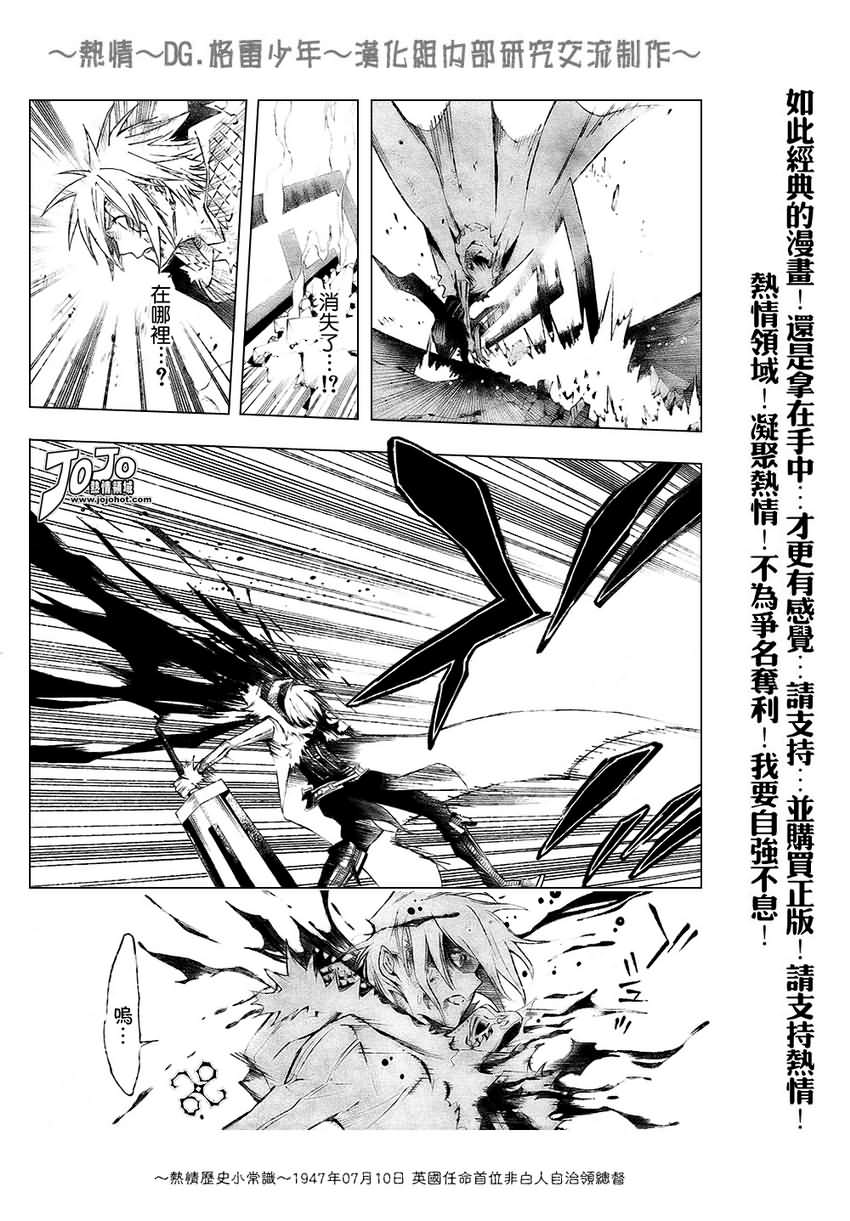 ～熱情～DG.格雷少年～漢化組內部研究交流制作～
如此經典的漫畫！還是拿在手中…才更有感覺…請支持…並購買正版！請支持熱情！
熱情領域！凝聚熱情！不為爭名奪利！我要自強不息！
消失了…!?
在哪裡…?
JOJO
熱情領域
www.jojohot.com
嗚…
～熱情歷史小常識～1947年07月10日 英國任命首位非白人自治領總督